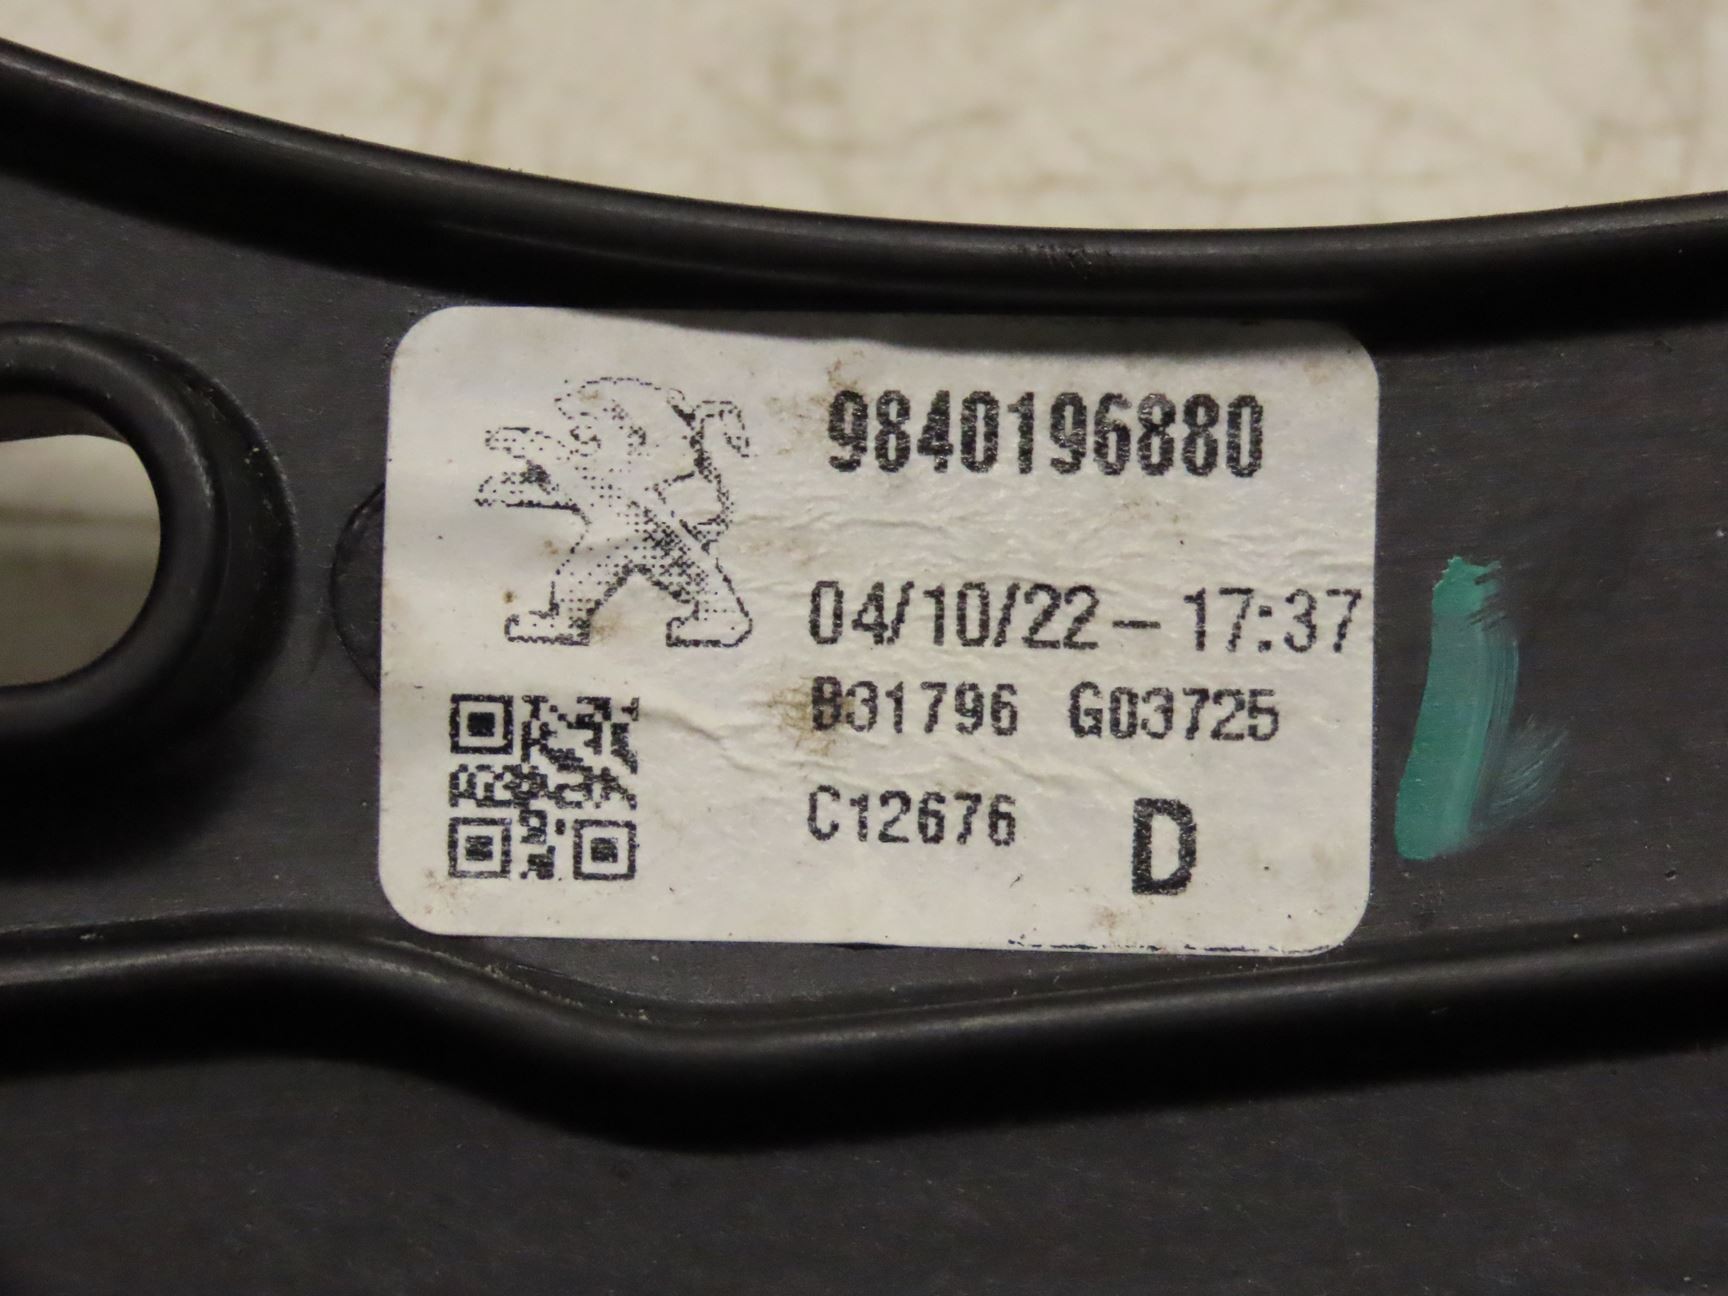 9840196880
04/10/22 - 17:37
B31796 G03725
C12676 D